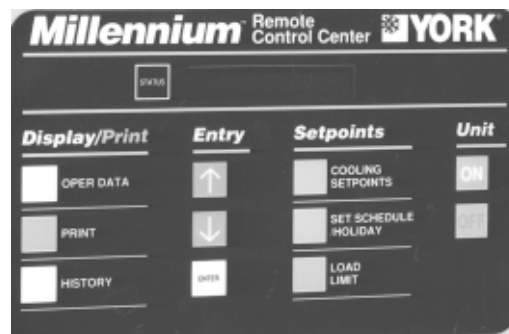 Millennium™ Remote Control Center YORK®
STATUS
Display/Print Entry Setpoints Unit
OPER DATA
COOLING SETPOINTS
ON
PRINT
SET SCHEDULE /HOLIDAY
OFF
HISTORY
ENTER
LOAD LIMIT